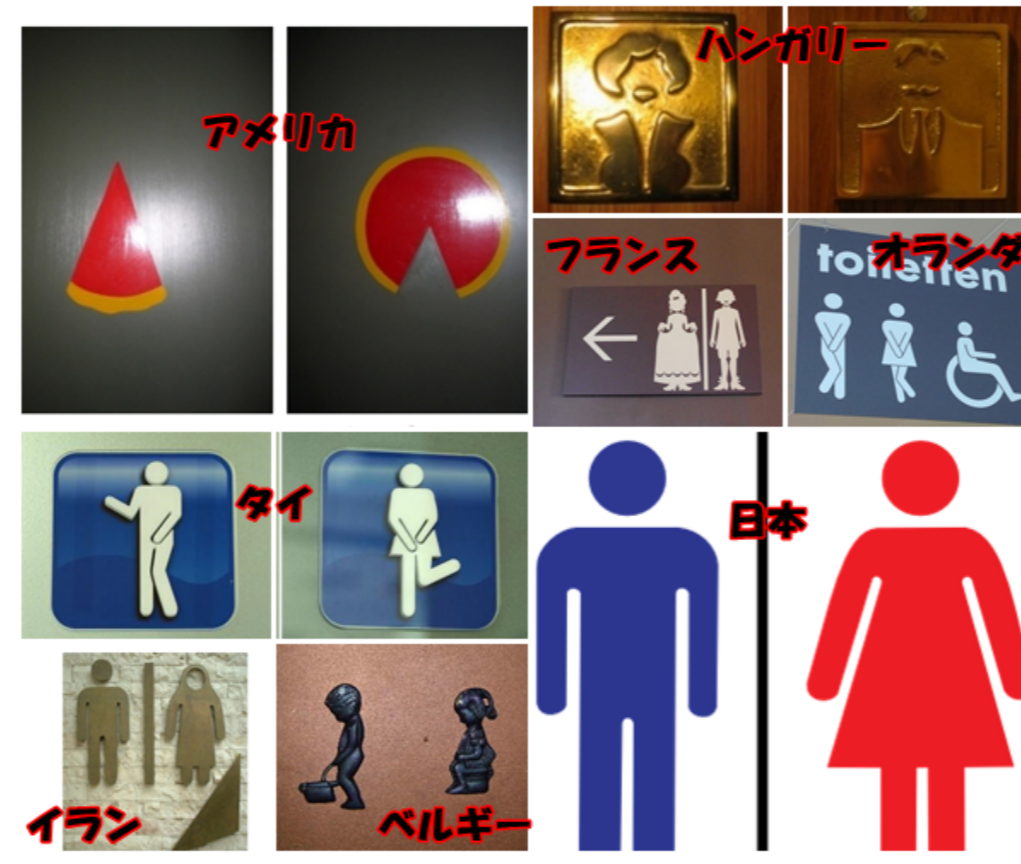 ハンガリー
アメリカ
フランス
オランダ
toiletten
タイ
日本
イラン
ベルギー